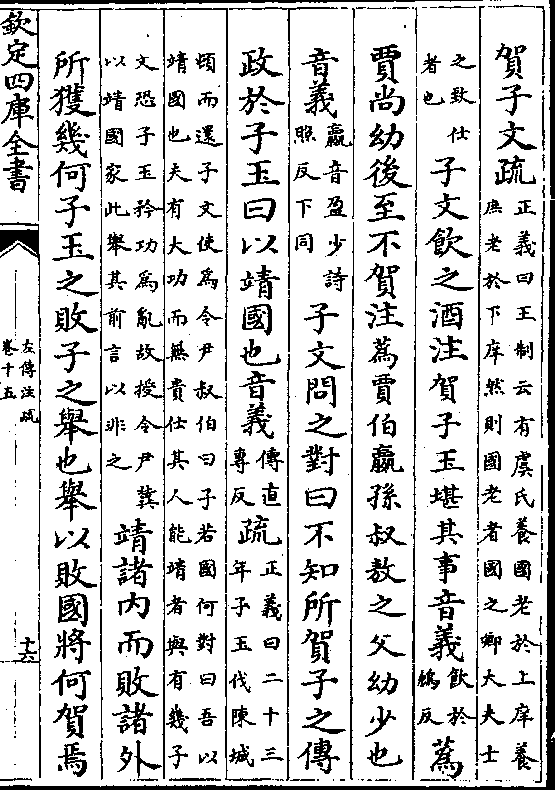 賀子文疏正義曰王制云有虞氏養國老於上庠養
庶老於下庠然則國老者國之卿大夫士
之致仕者也子文飲之酒注賀子玉堪其事音義飲於鴆反蒍
賈尚幼後至不賀注蒍賈伯嬴孫叔敖之父幼少也
音義嬴音盈少詩照反下同子文問之對曰不知所賀子之傳
政於子玉曰以靖國也音義傳直專反疏正義曰二十三年子玉伐陳城
頓而還子文使為令尹叔伯曰子若國何對曰吾以
靖國也夫有大功而無貴仕其人能靖者與有幾子
文恐子玉矜功為亂故授令尹冀以靖國家此舉其前言以非之靖諸内而敗諸外
所獲幾何子玉之敗子之舉也舉以敗國將何賀焉
欽定四庫全書
左傳注疏
卷十五
十六